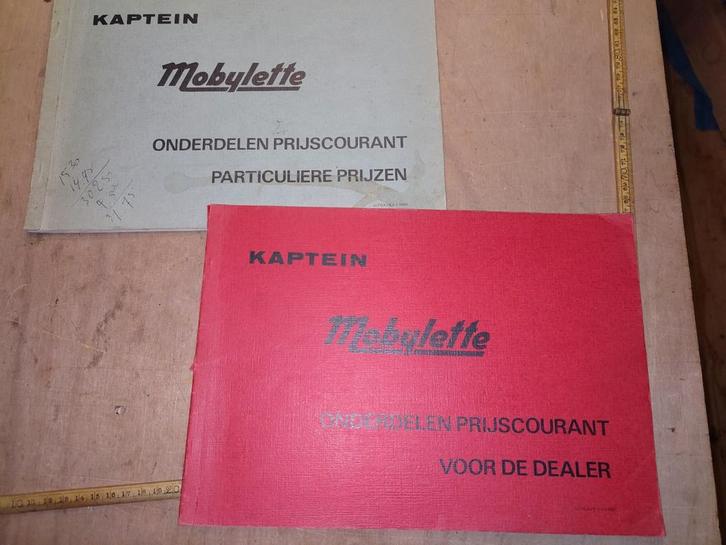 KAPTEIN
Mobylette
ONDERDELEN PRIJSCOURANT
PARTICULIERE PRIJZEN
KAPTEIN
Mobylette
ONDERDELEN PRIJSCOURANT
VOOR DE DEALER